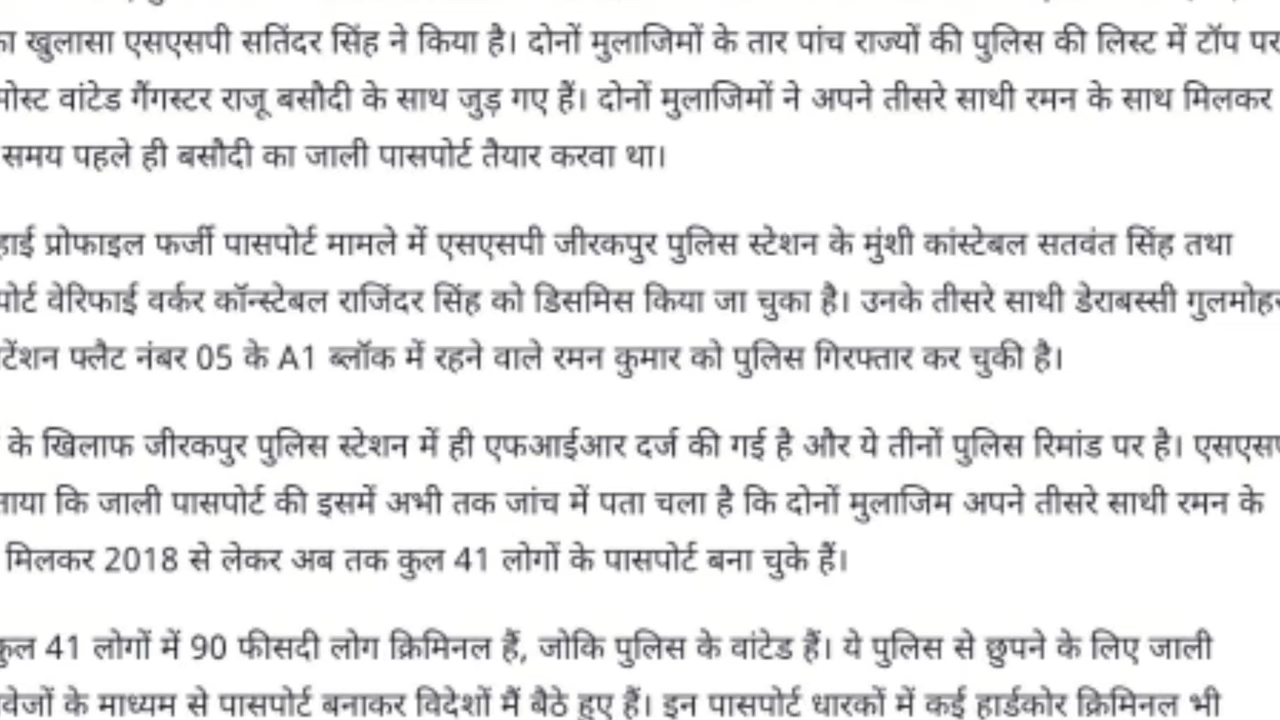 खुलासा एसएसपी सतिंदर सिंह ने किया है। दोनों मुलाजिमों के तार पांच राज्यों की पुलिस की लिस्ट में टॉप पर
वांटेड गैंगस्टर राजू बसौदी के साथ जुड़ गए हैं। दोनों मुलाजिमों ने अपने तीसरे साथी रमन के साथ मिलकर
समय पहले ही बसौदी का जाली पासपोर्ट तैयार करवा था।
हाई प्रोफाइल फर्जी पासपोर्ट मामले में एसएसपी जीरकपुर पुलिस स्टेशन के मुंशी कांस्टेबल सतवंत सिंह तथा
वेरिफाई वर्कर कॉन्स्टेबल राजिंदर सिंह को डिसमिस किया जा चुका है। उनके तीसरे साथी डेराबस्सी
फ्लैट नंबर 05 के A1 ब्लॉक में रहने वाले रमन कुमार को पुलिस गिरफ्तार कर चुकी है।
के खिलाफ जीरकपुर पुलिस स्टेशन में ही एफआईआर दर्ज की गई है और ये तीनों पुलिस रिमांड पर है।
कि जाली पासपोर्ट की इसमें अभी तक जांच में पता चला है कि दोनों मुलाजिम अपने तीसरे साथी रमन के
मिलकर 2018 से लेकर अब तक कुल 41 लोगों के पासपोर्ट बना चुके हैं।
कुल 41 लोगों में 90 फीसदी लोग क्रिमिनल हैं, जोकि पुलिस के वांटेड हैं। ये पुलिस से छुपने के लिए जाली
के माध्यम से पासपोर्ट बनाकर विदेशों मैं बैठे हुए हैं। इन पासपोर्ट धारकों में कई हार्डकोर क्रिमिनल भी